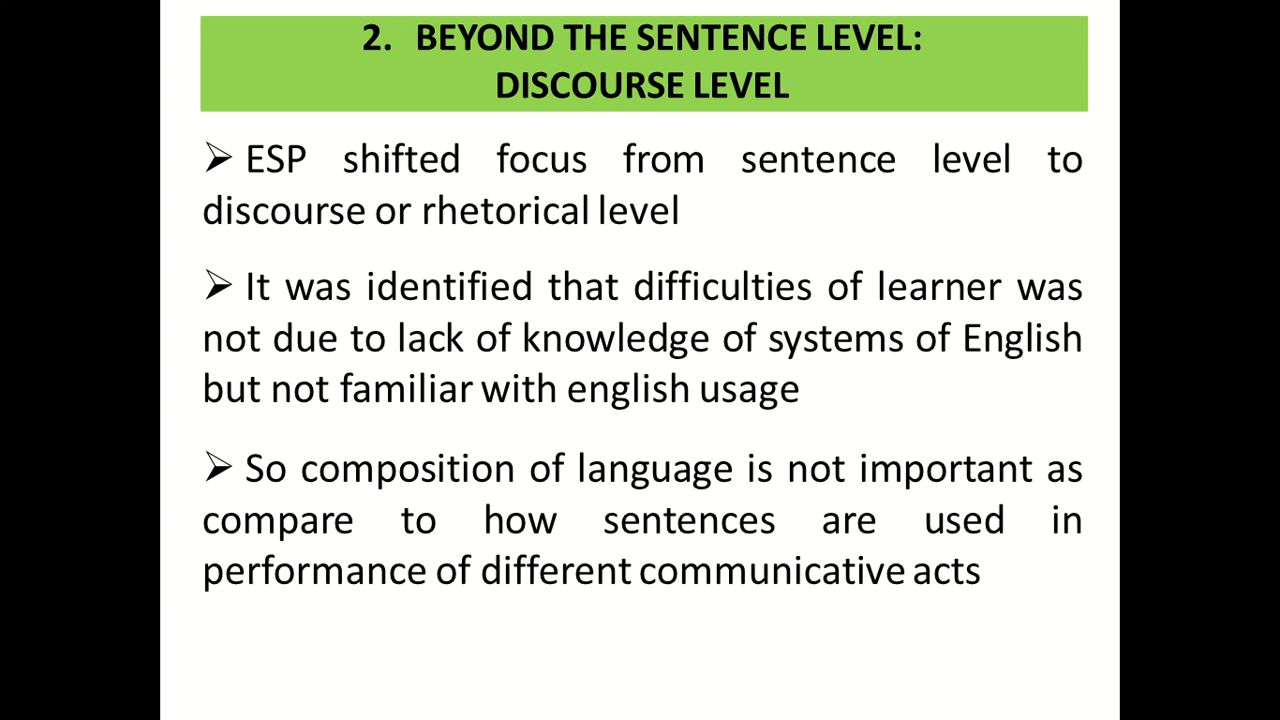 2. BEYOND THE SENTENCE LEVEL:
DISCOURSE LEVEL
➢ ESP shifted focus from sentence level to
discourse or rhetorical level
➢ It was identified that difficulties of learner was
not due to lack of knowledge of systems of English
but not familiar with english usage
➢ So composition of language is not important as
compare to how sentences are used in
performance of different communicative acts